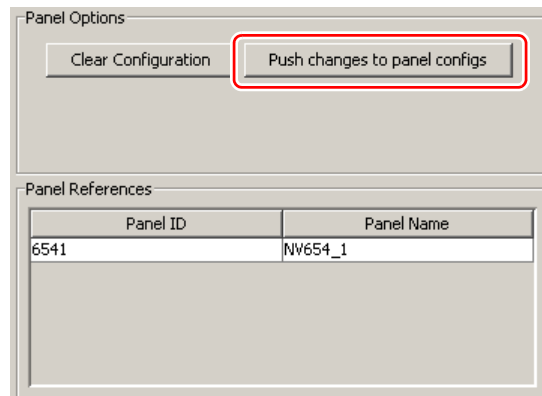 Panel Options
Clear Configuration Push changes to panel configs
Panel References
Panel ID Panel Name
6541 NV654_1